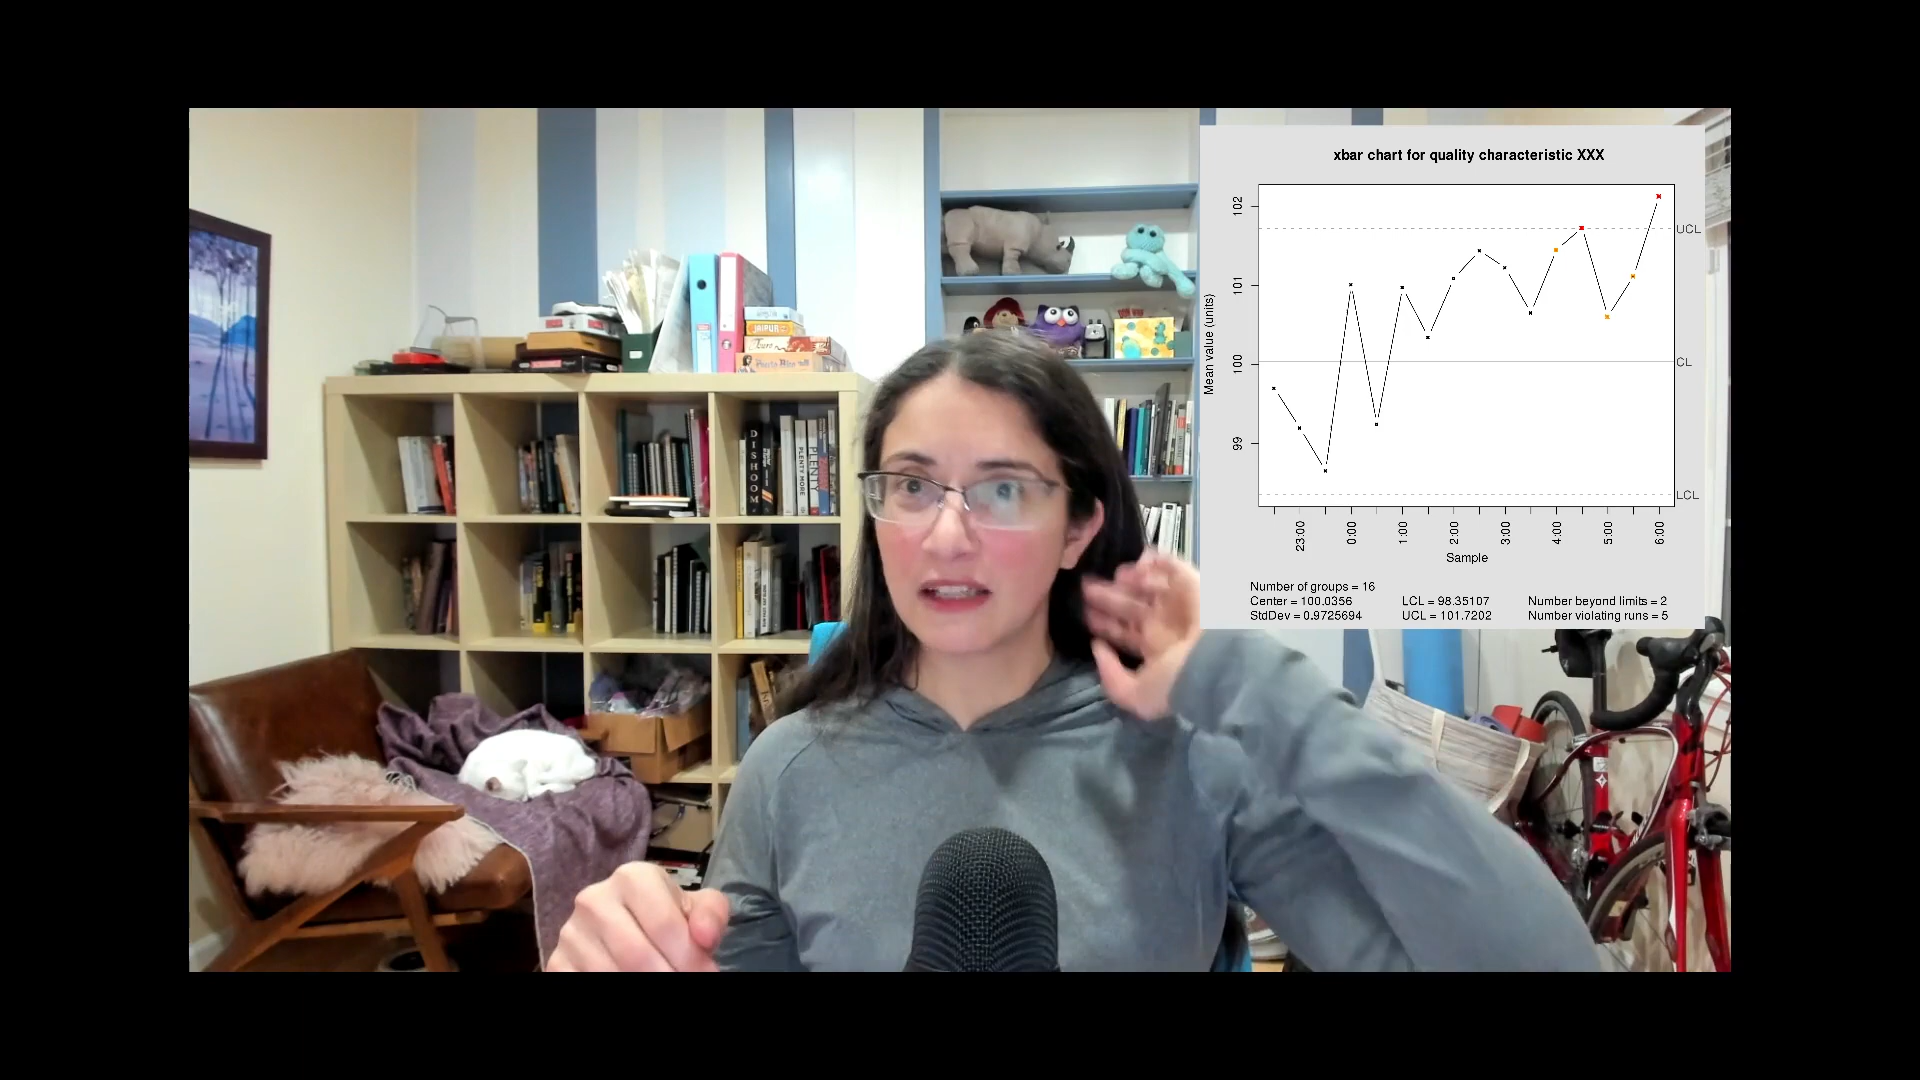 xbar chart for quality characteristic XXX
102
101
100
99
Mean value (units)
UCL
CL
LCL
23:00
0:00
1:00
2:00
3:00
4:00
5:00
6:00
Sample
Number of groups = 16
Center = 100.0356
LCL = 98.35107
Number beyond limits = 2
StdDev = 0.9725694
UCL = 101.7202
Number violating runs = 5
JAIPUR
DISHOOM
PLENTY MORE
PLENTY